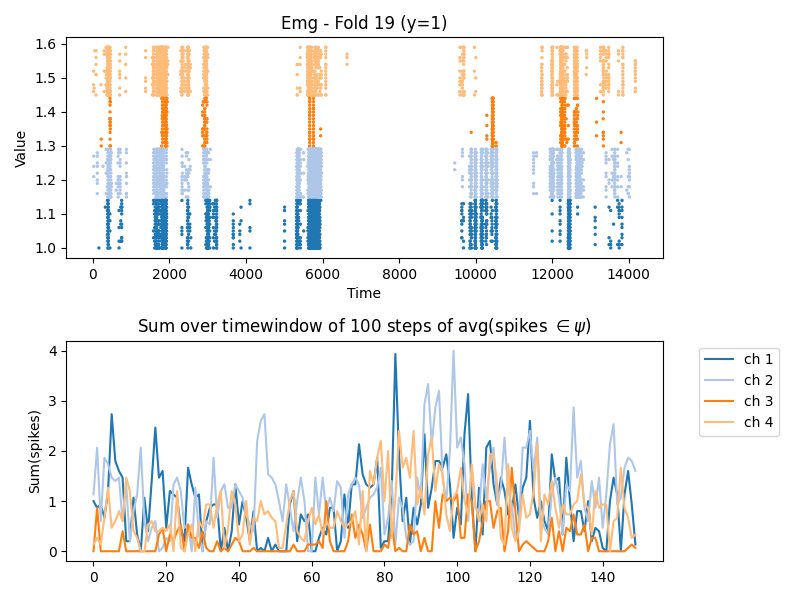 Emg - Fold 19 (y=1)
Value
1.6
1.5
1.4
1.3
1.2
1.1
1.0
0 2000 4000 6000 8000 10000 12000 14000
Time
Sum over timewindow of 100 steps of avg(spikes ∈ ψ)
Sum(spikes)
4
3
2
1
0
0 20 40 60 80 100 120 140
ch 1
ch 2
ch 3
ch 4